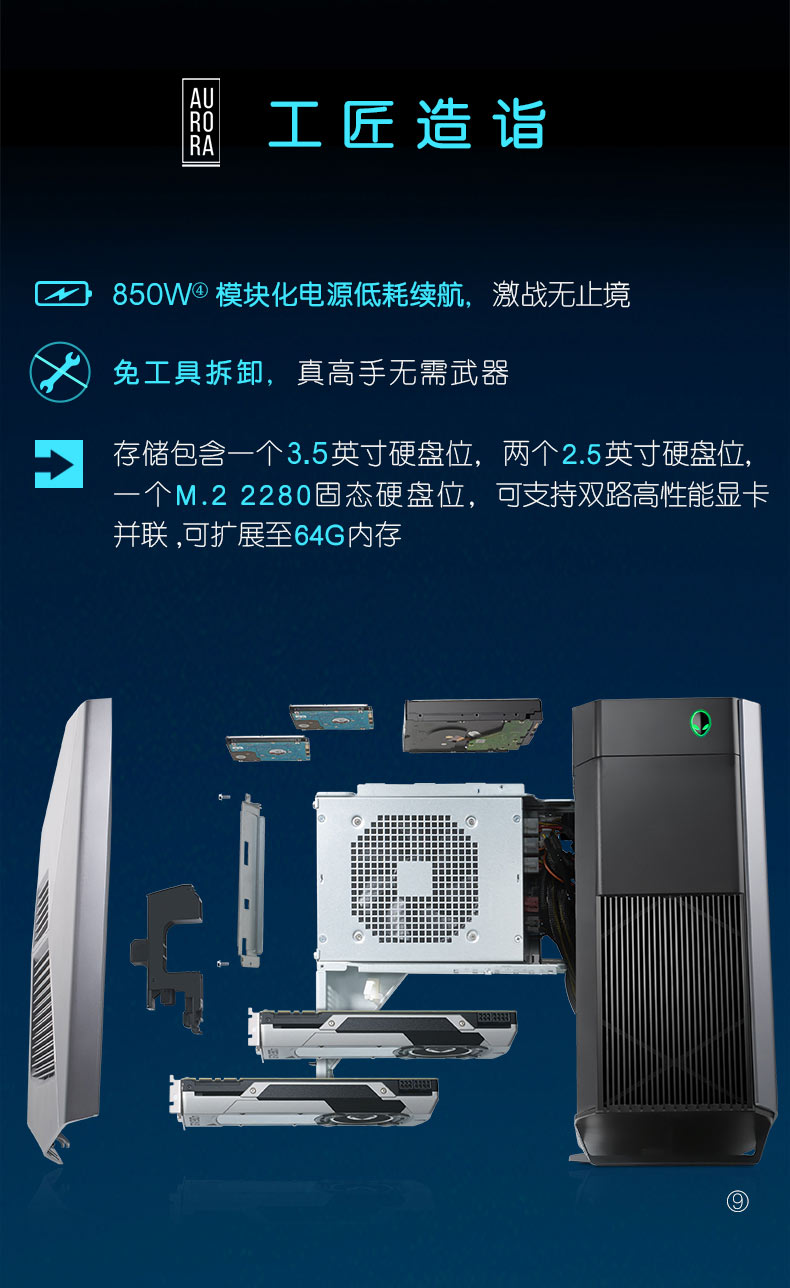 AU
RO
RA
工匠造诣
850W④ 模块化电源低耗续航，激战无止境
免工具拆卸，真高手无需武器
存储包含一个3.5英寸硬盘位，两个2.5英寸硬盘位，
一个M.2 2280固态硬盘位，可支持双路高性能显卡
并联 ,可扩展至64G内存
⑨